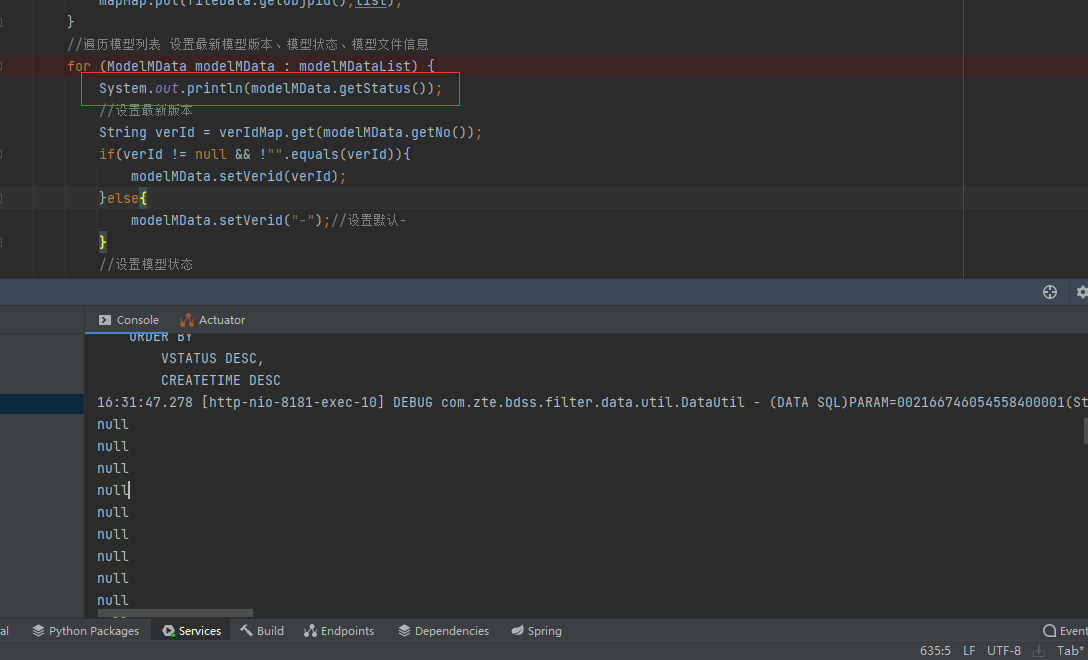 mapMap.put(fileData.getObjpid(),list);
}
//遍历模型列表 设置最新模型版本、模型状态、模型文件信息
for (ModelMData modelMData : modelMDataList) {
System.out.println(modelMData.getStatus());
//设置最新版本
String verId = verIdMap.get(modelMData.getNo());
if(verId != null && !"".equals(verId)){
modelMData.setVerid(verId);
}else{
modelMData.setVerid("-");//设置默认-
}
//设置模型状态
Console Actuator
ORDER BY
VSTATUS DESC,
CREATETIME DESC
16:31:47.278 [http-nio-8181-exec-10] DEBUG com.zte.bdss.filter.data.util.DataUtil - (DATA SQL)PARAM=002166746054558400001(St
null
null
null
null
null
null
null
null
null
al Python Packages Services Build Endpoints Dependencies Spring Event
635:5 LF UTF-8 Tab*